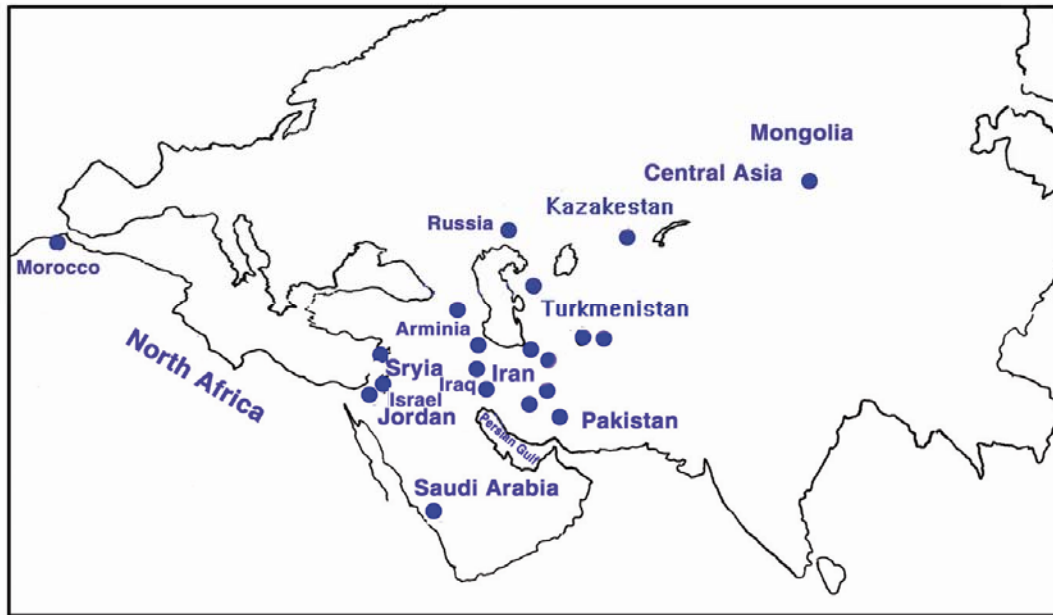 Mongolia
Central Asia
Kazakestan
Russia
Morocco
Turkmenistan
Arminia
North Africa
Sryia
Iraq
Iran
Israel
Jordan
Pakistan
Persian Gulf
Saudi Arabia